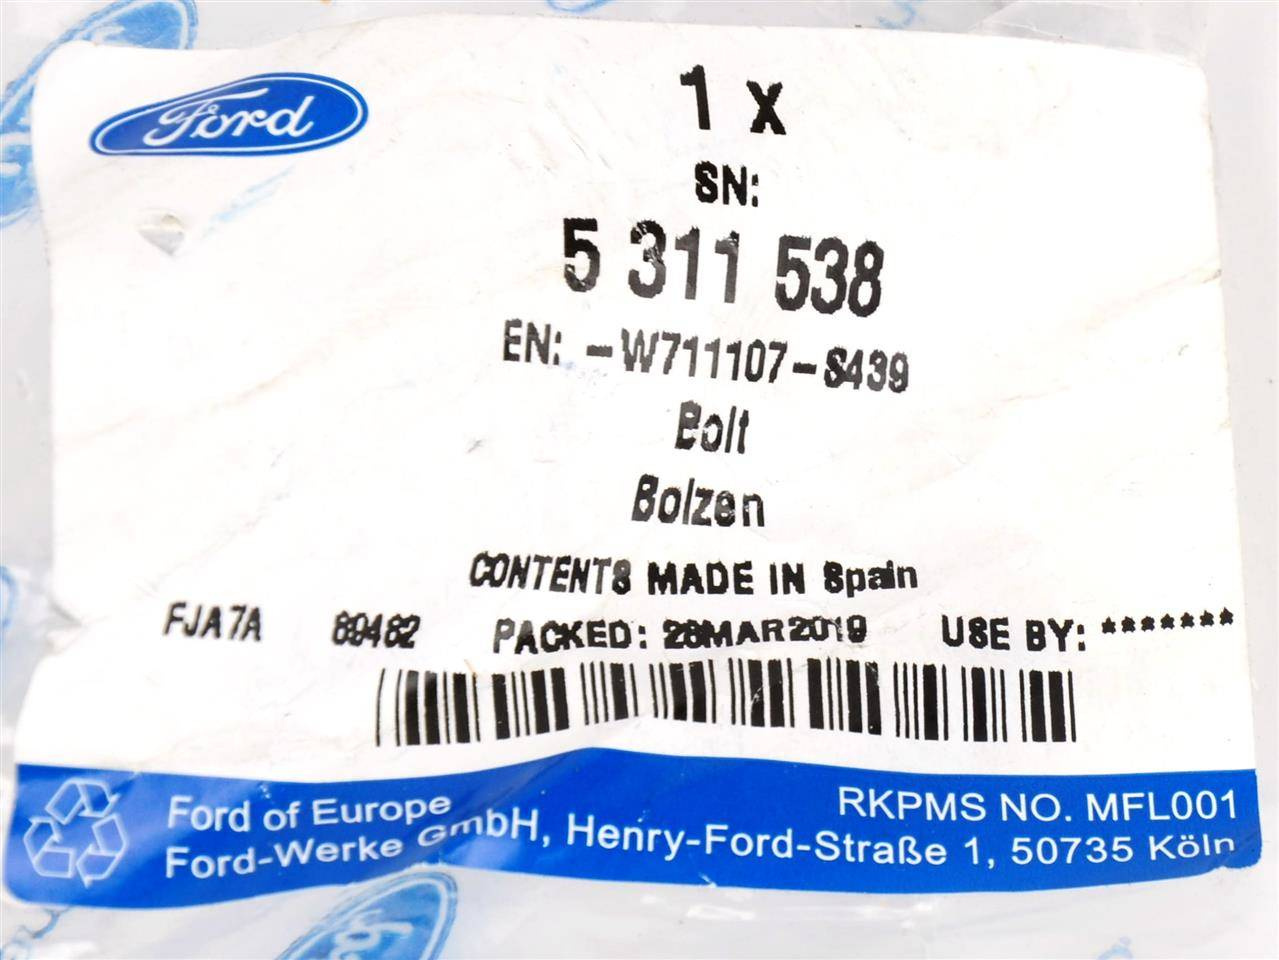 Ford
1 x
SN:
5 311 538
EN: -W711107-S439
Bolt
Bolzen
CONTENTS MADE IN Spain
FJA7A 89482 PACKED: 28MAR2019 USE BY: *******
Ford of Europe
RKPMS NO. MFL001
Ford-Werke GmbH, Henry-Ford-Straße 1, 50735 Köln